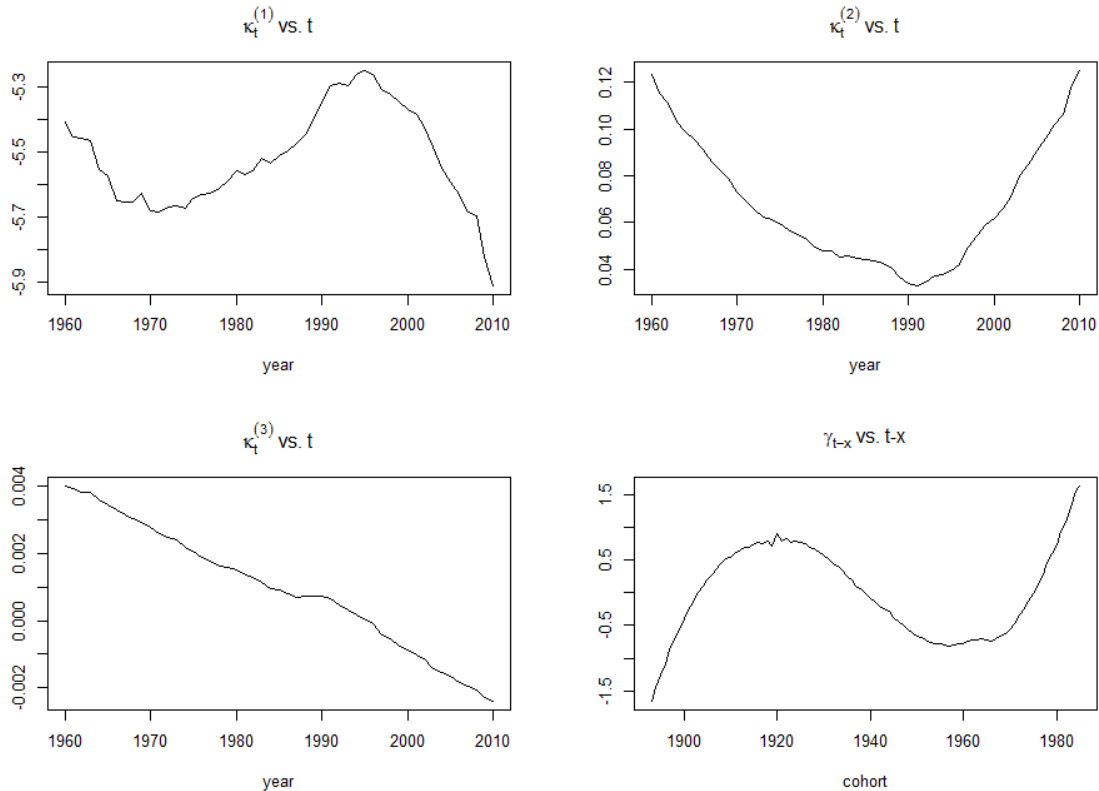 κt(1) vs. t
-5.3
-5.5
-5.7
-5.9
1960 1970 1980 1990 2000 2010
year
κt(2) vs. t
0.12
0.10
0.08
0.06
0.04
1960 1970 1980 1990 2000 2010
year
κt(3) vs. t
0.004
0.002
0.000
-0.002
1960 1970 1980 1990 2000 2010
year
γt−x vs. t-x
1.5
0.5
-0.5
-1.5
1900 1920 1940 1960 1980
cohort